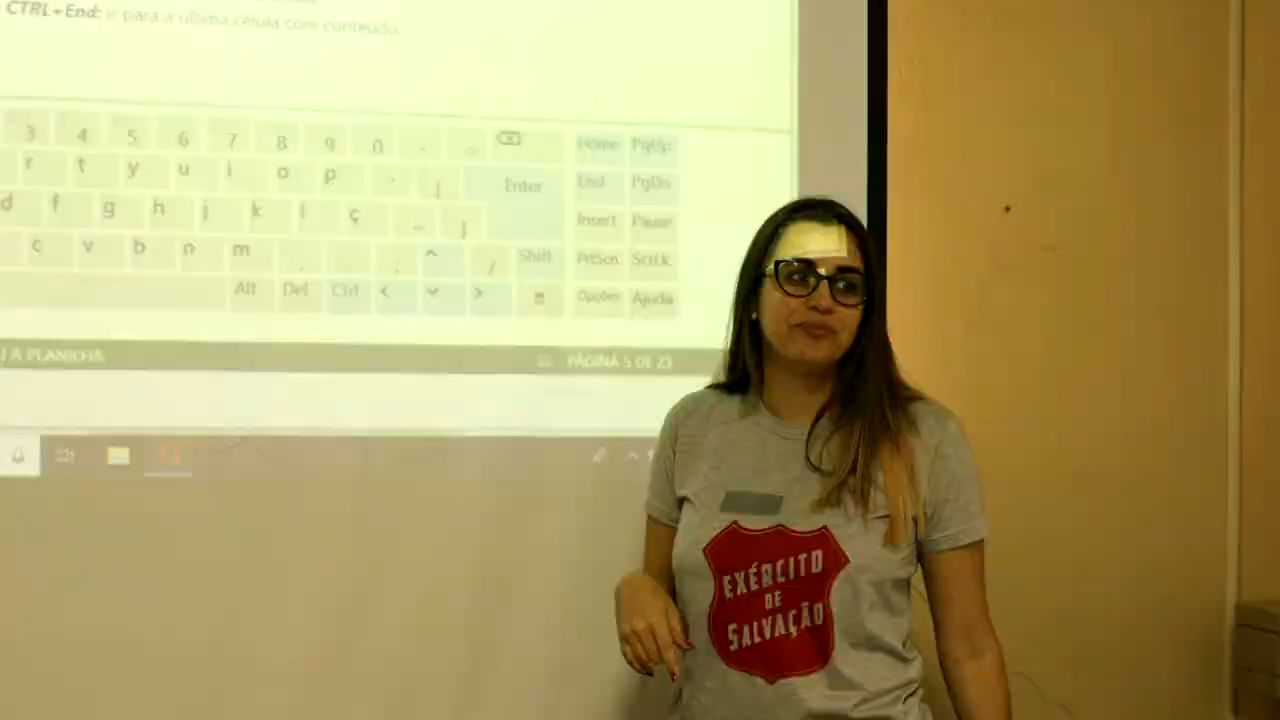 CTRL+End: ir para a última célula com conteúdo.
3 4 5 6 7 8 9 0 Home PgUp
r t y u i o p Enter End PgDn
d f g h j k l ç Insert Pause
c v b n m Shift PrtScn ScrLk
Alt Del Ctrl Opções Ajuda
A PLANILHA PÁGINA 5 DE 23
EXÉRCITO
DE
SALVAÇÃO